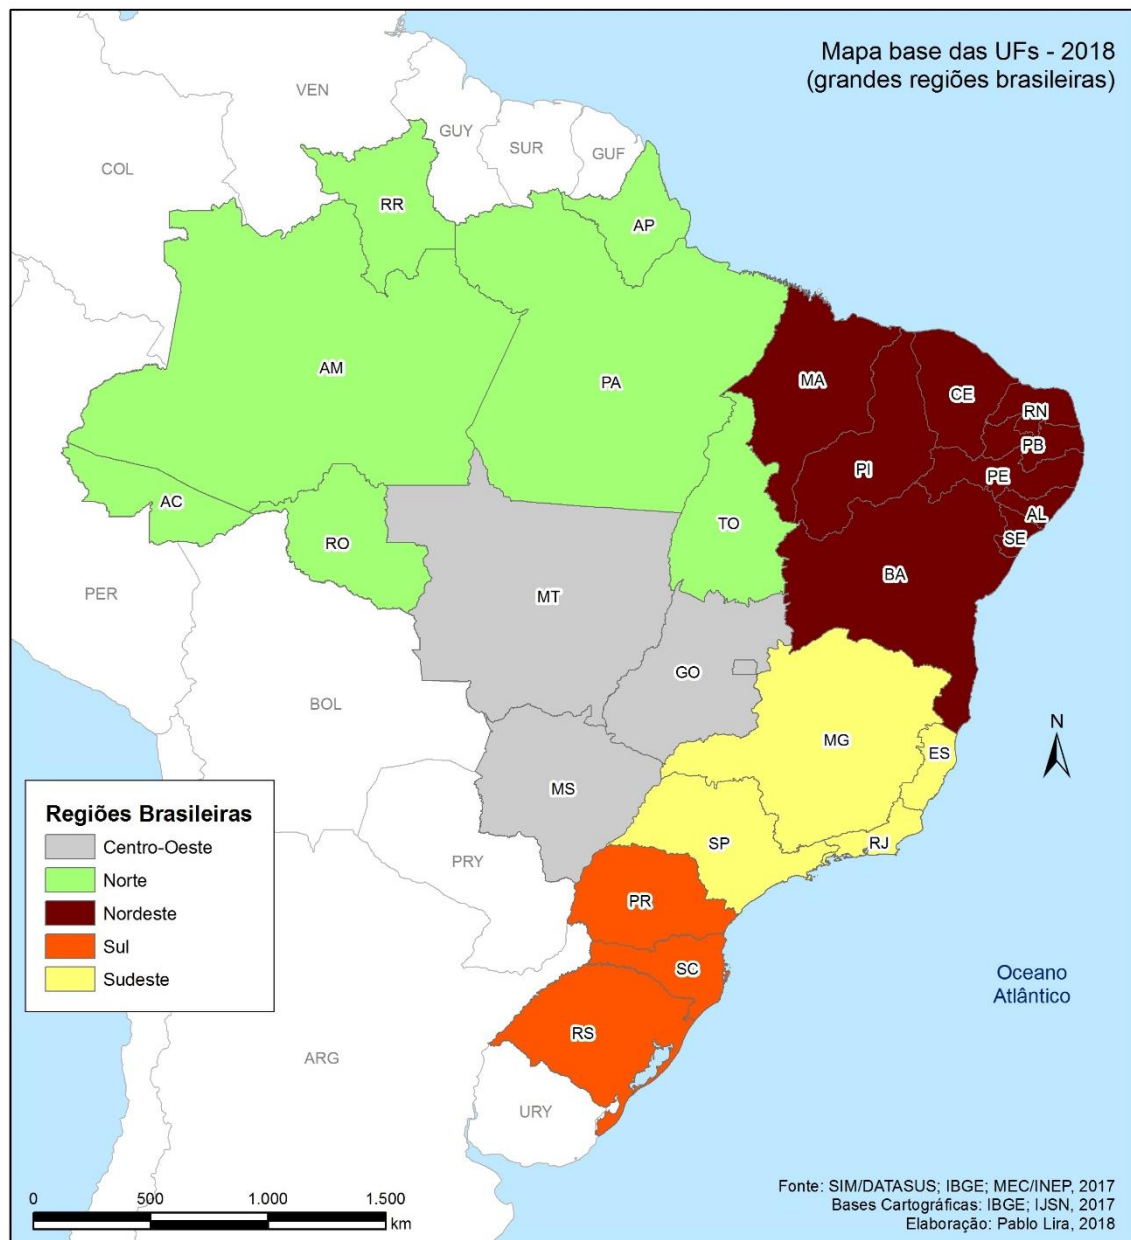 Mapa base das UFs - 2018
(grandes regiões brasileiras)
VEN
GUY
SUR
GUF
COL
RR
AP
AM
PA
MA
CE
RN
PB
PI
PE
AC
TO
AL
RO
SE
BA
PER
MT
GO
BOL
N
MG
ES
MS
SP
RJ
PRY
PR
SC
RS
ARG
URY
Regiões Brasileiras
Centro-Oeste
Norte
Nordeste
Sul
Sudeste
Oceano
Atlântico
0 500 1.000 1.500
km
Fonte: SIM/DATASUS; IBGE; MEC/INEP, 2017
Bases Cartográficas: IBGE; IJSN, 2017
Elaboração: Pablo Lira, 2018